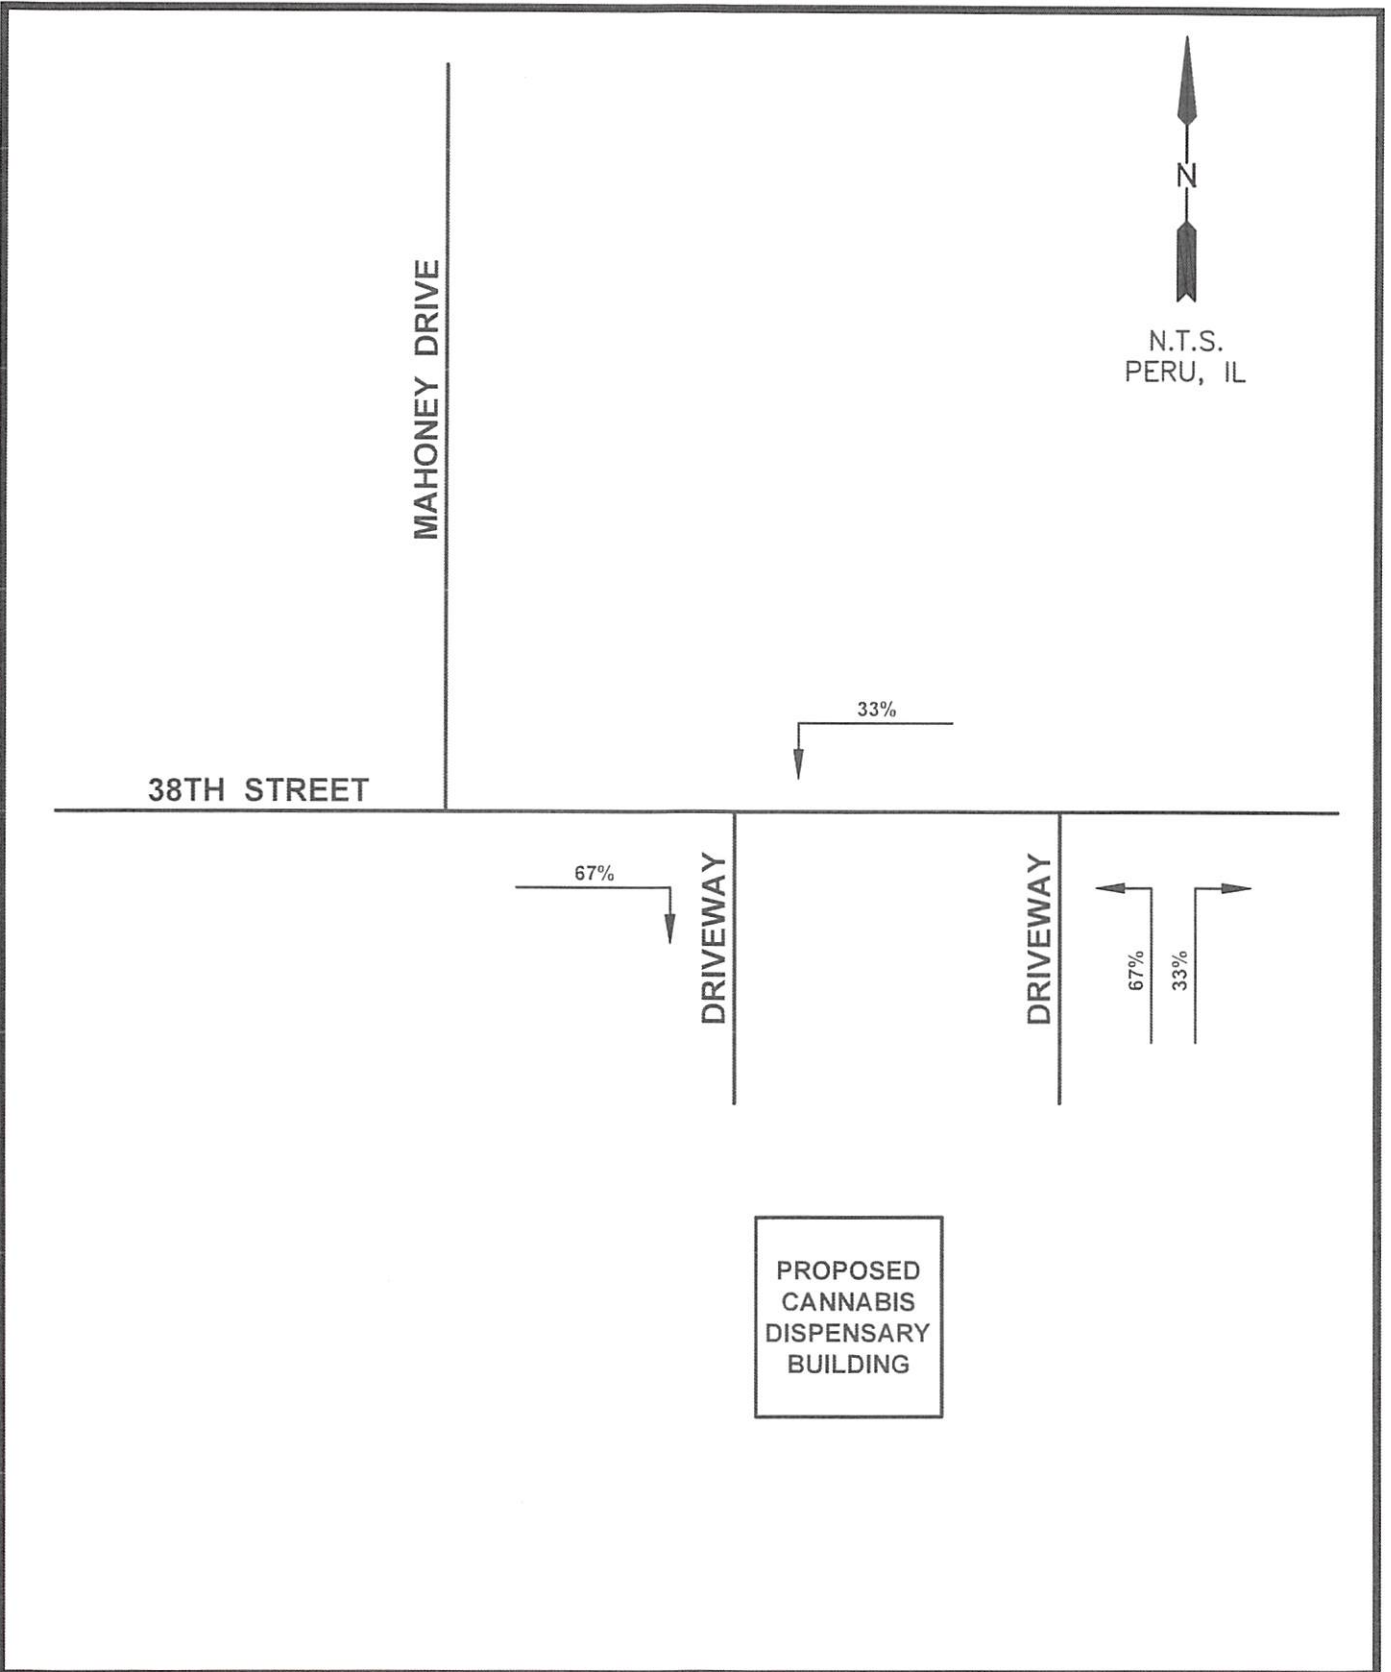 N
N.T.S.
PERU, IL
MAHONEY DRIVE
33%
38TH STREET
67%
DRIVEWAY
DRIVEWAY
67%
33%
PROPOSED
CANNABIS
DISPENSARY
BUILDING